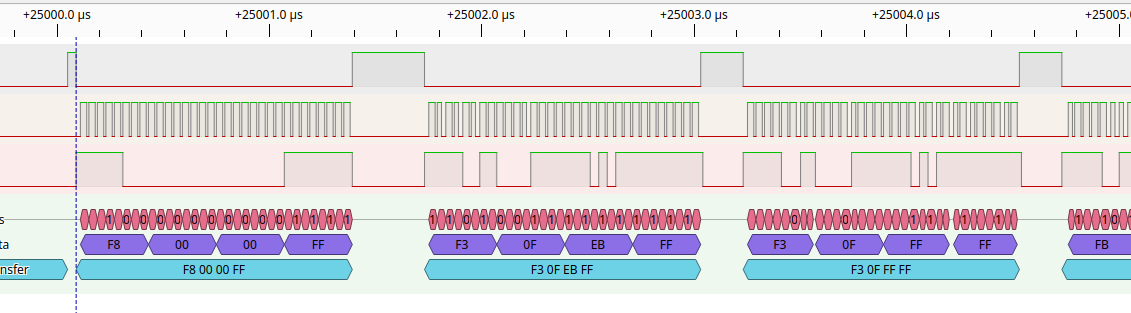 +25000.0 µs +25001.0 µs +25002.0 µs +25003.0 µs +25004.0 µs +25005.
s 1 0 0 0 0 0 0 0 0 0 0 1 1 1 1 1 1 0 1 0 0 1 1 1 1 1 1 1 1 1 1 0 0 1 1 1 1 1 1 0
ta F8 00 00 FF F3 0F EB FF F3 0F FF FF FB
nsfer F8 00 00 FF F3 0F EB FF F3 0F FF FF